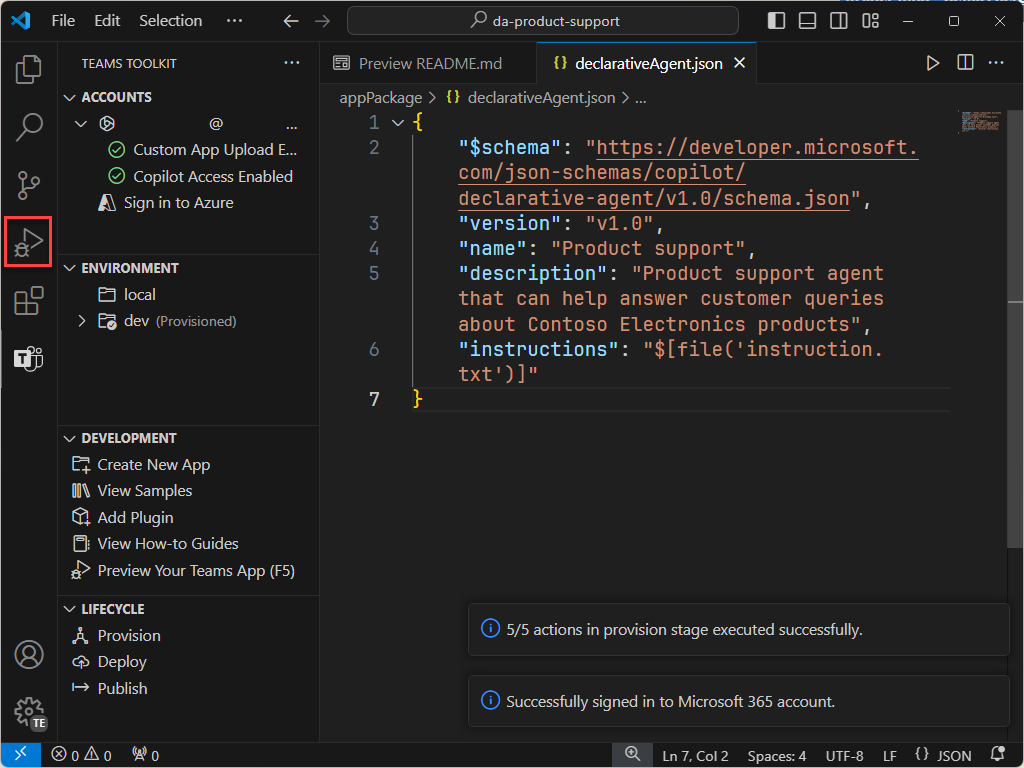 File Edit Selection ...
da-product-support
TEAMS TOOLKIT ...
ACCOUNTS
@ ...
Custom App Upload E...
Copilot Access Enabled
Sign in to Azure
ENVIRONMENT
local
dev (Provisioned)
DEVELOPMENT
Create New App
View Samples
Add Plugin
View How-to Guides
Preview Your Teams App (F5)
LIFECYCLE
Provision
Deploy
Publish
TE
Preview README.md
{} declarativeAgent.json
appPackage > {} declarativeAgent.json > ...
1 {
2 "$schema": "https://developer.microsoft.
com/json-schemas/copilot/
declarative-agent/v1.0/schema.json",
3 "version": "v1.0",
4 "name": "Product support",
5 "description": "Product support agent
that can help answer customer queries
about Contoso Electronics products",
6 "instructions": "$[file('instruction.
txt')]"
7 }
5/5 actions in provision stage executed successfully.
Successfully signed in to Microsoft 365 account.
0 0 0 Ln 7, Col 2 Spaces: 4 UTF-8 LF {} JSON